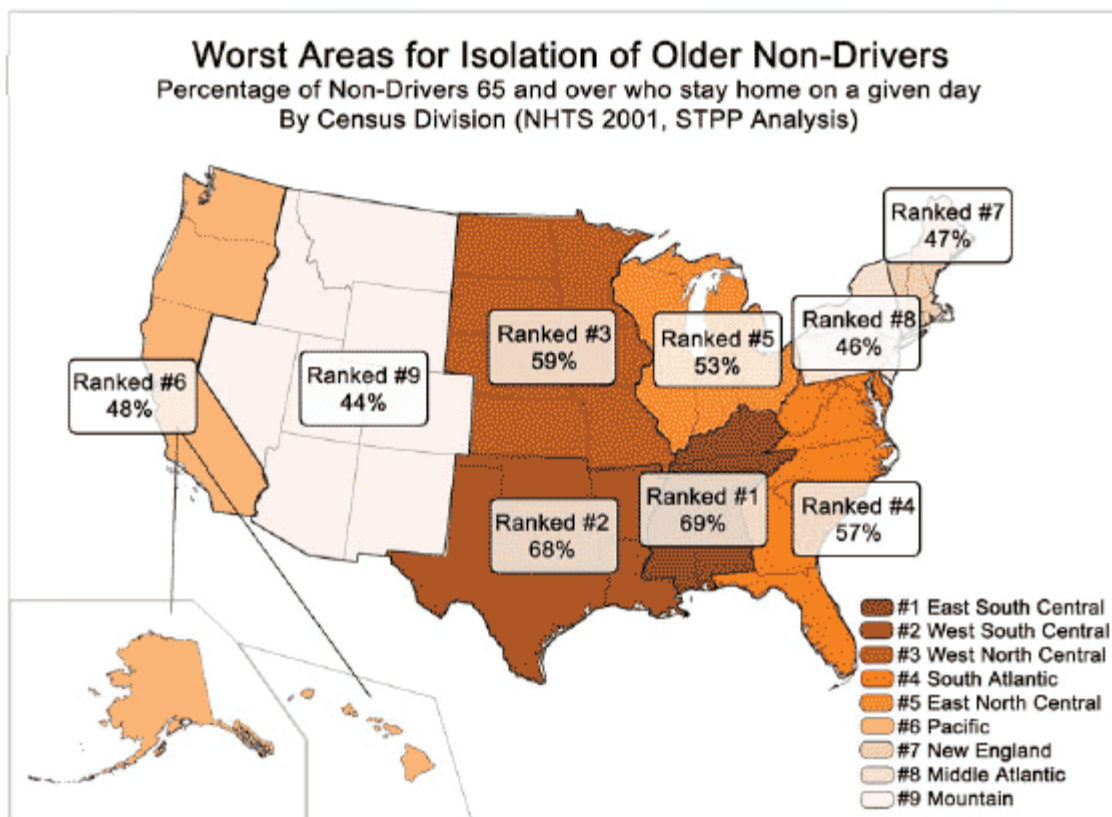 Worst Areas for Isolation of Older Non-Drivers
Percentage of Non-Drivers 65 and over who stay home on a given day
By Census Division (NHTS 2001, STPP Analysis)
Ranked #7
47%
Ranked #8
46%
Ranked #3
59%
Ranked #5
53%
Ranked #6
48%
Ranked #9
44%
Ranked #1
69%
Ranked #4
57%
Ranked #2
68%
#1 East South Central
#2 West South Central
#3 West North Central
#4 South Atlantic
#5 East North Central
#6 Pacific
#7 New England
#8 Middle Atlantic
#9 Mountain